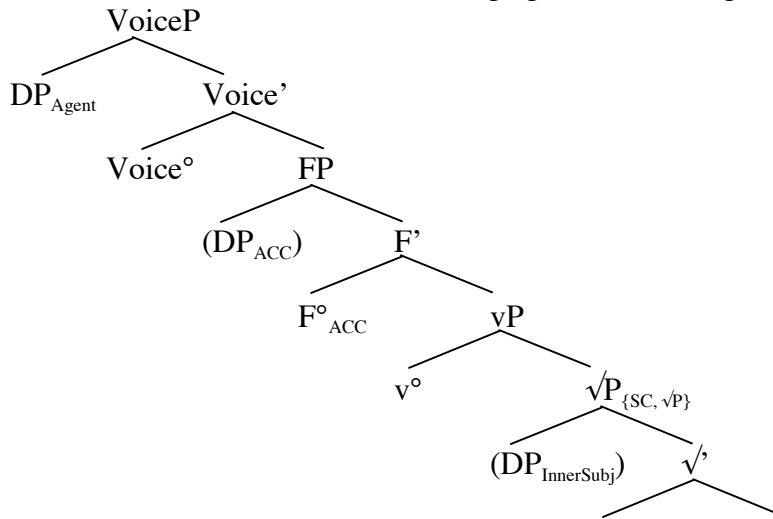 VoiceP
DP_Agent Voice’
Voice° FP
(DP_ACC) F’
F°_ACC vP
v° √P_{SC, √P}
(DP_InnerSubj) √’